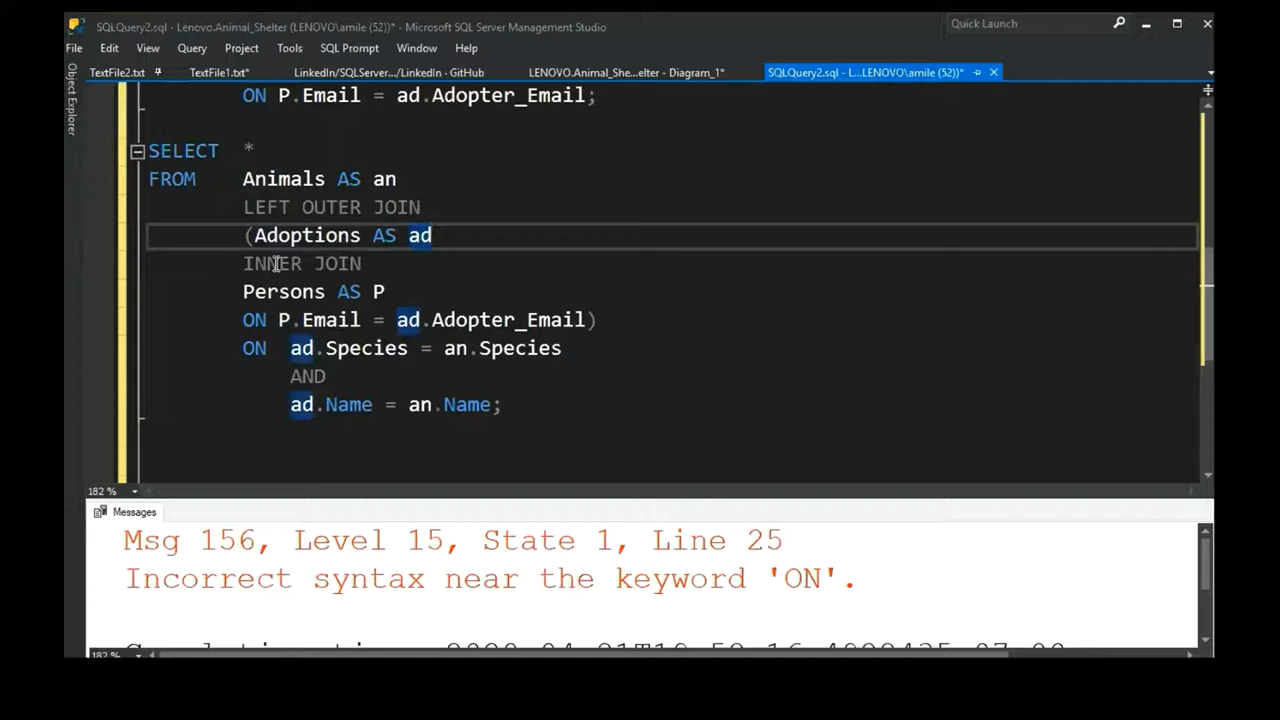 SQLQuery2.sql - Lenovo.Animal_Shelter (LENOVO\amile (52))* - Microsoft SQL Server Management Studio
Quick Launch
File Edit View Query Project Tools SQL Prompt Window Help
TextFile2.txt TextFile1.txt* LinkedIn/SQLServer.../LinkedIn - GitHub LENOVO.Animal_She...elter - Diagram_1* SQLQuery2.sql - L...LENOVO\amile (52))*
Object Explorer
ON P.Email = ad.Adopter_Email;
SELECT *
FROM Animals AS an
LEFT OUTER JOIN
(Adoptions AS ad
INNER JOIN
Persons AS P
ON P.Email = ad.Adopter_Email)
ON ad.Species = an.Species
AND
ad.Name = an.Name;
182 %
Messages
Msg 156, Level 15, State 1, Line 25
Incorrect syntax near the keyword 'ON'.
182 %